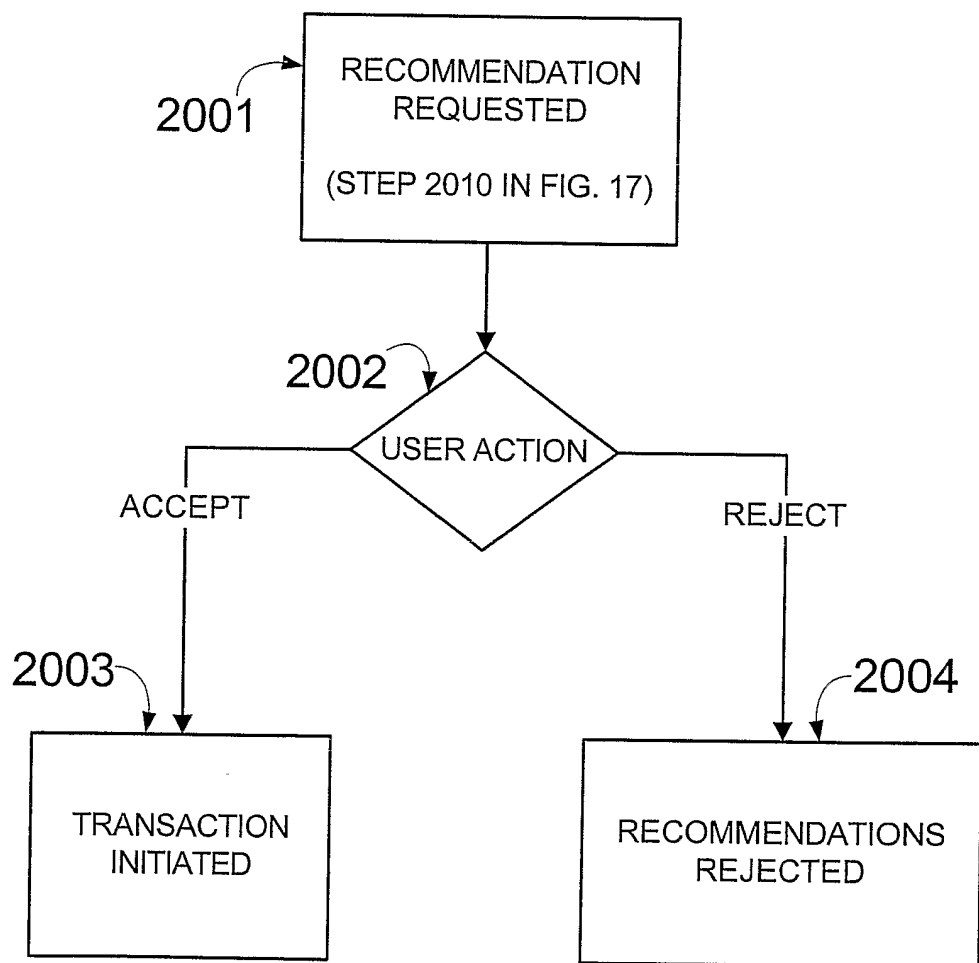 RECOMMENDATION
REQUESTED
(STEP 2010 IN FIG. 17)
2001
2002
USER ACTION
ACCEPT
REJECT
2003
2004
TRANSACTION
INITIATED
RECOMMENDATIONS
REJECTED